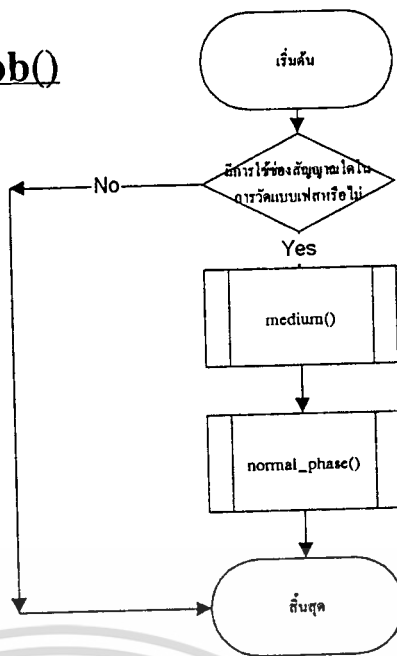 ob()
เริ่มต้น
มีการใช้ช่องสัญญาณใดใน
การวัดแบบเฟสหรือไม่
No
Yes
medium()
normal_phase()
สิ้นสุด